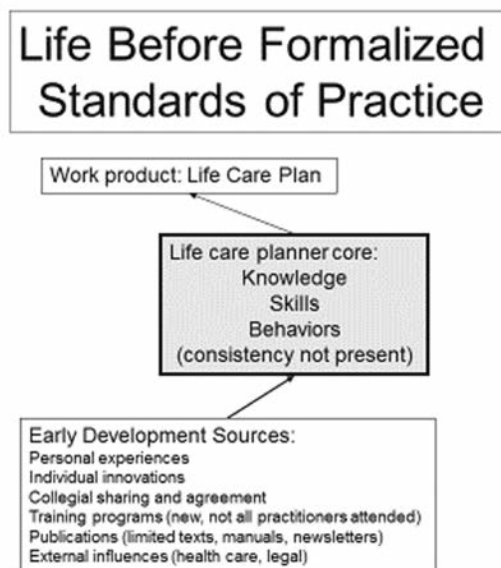 Life Before Formalized
Standards of Practice
Work product: Life Care Plan
Life care planner core:
Knowledge
Skills
Behaviors
(consistency not present)
Early Development Sources:
Personal experiences
Individual innovations
Collegial sharing and agreement
Training programs (new, not all practitioners attended)
Publications (limited texts, manuals, newsletters)
External influences (health care, legal)